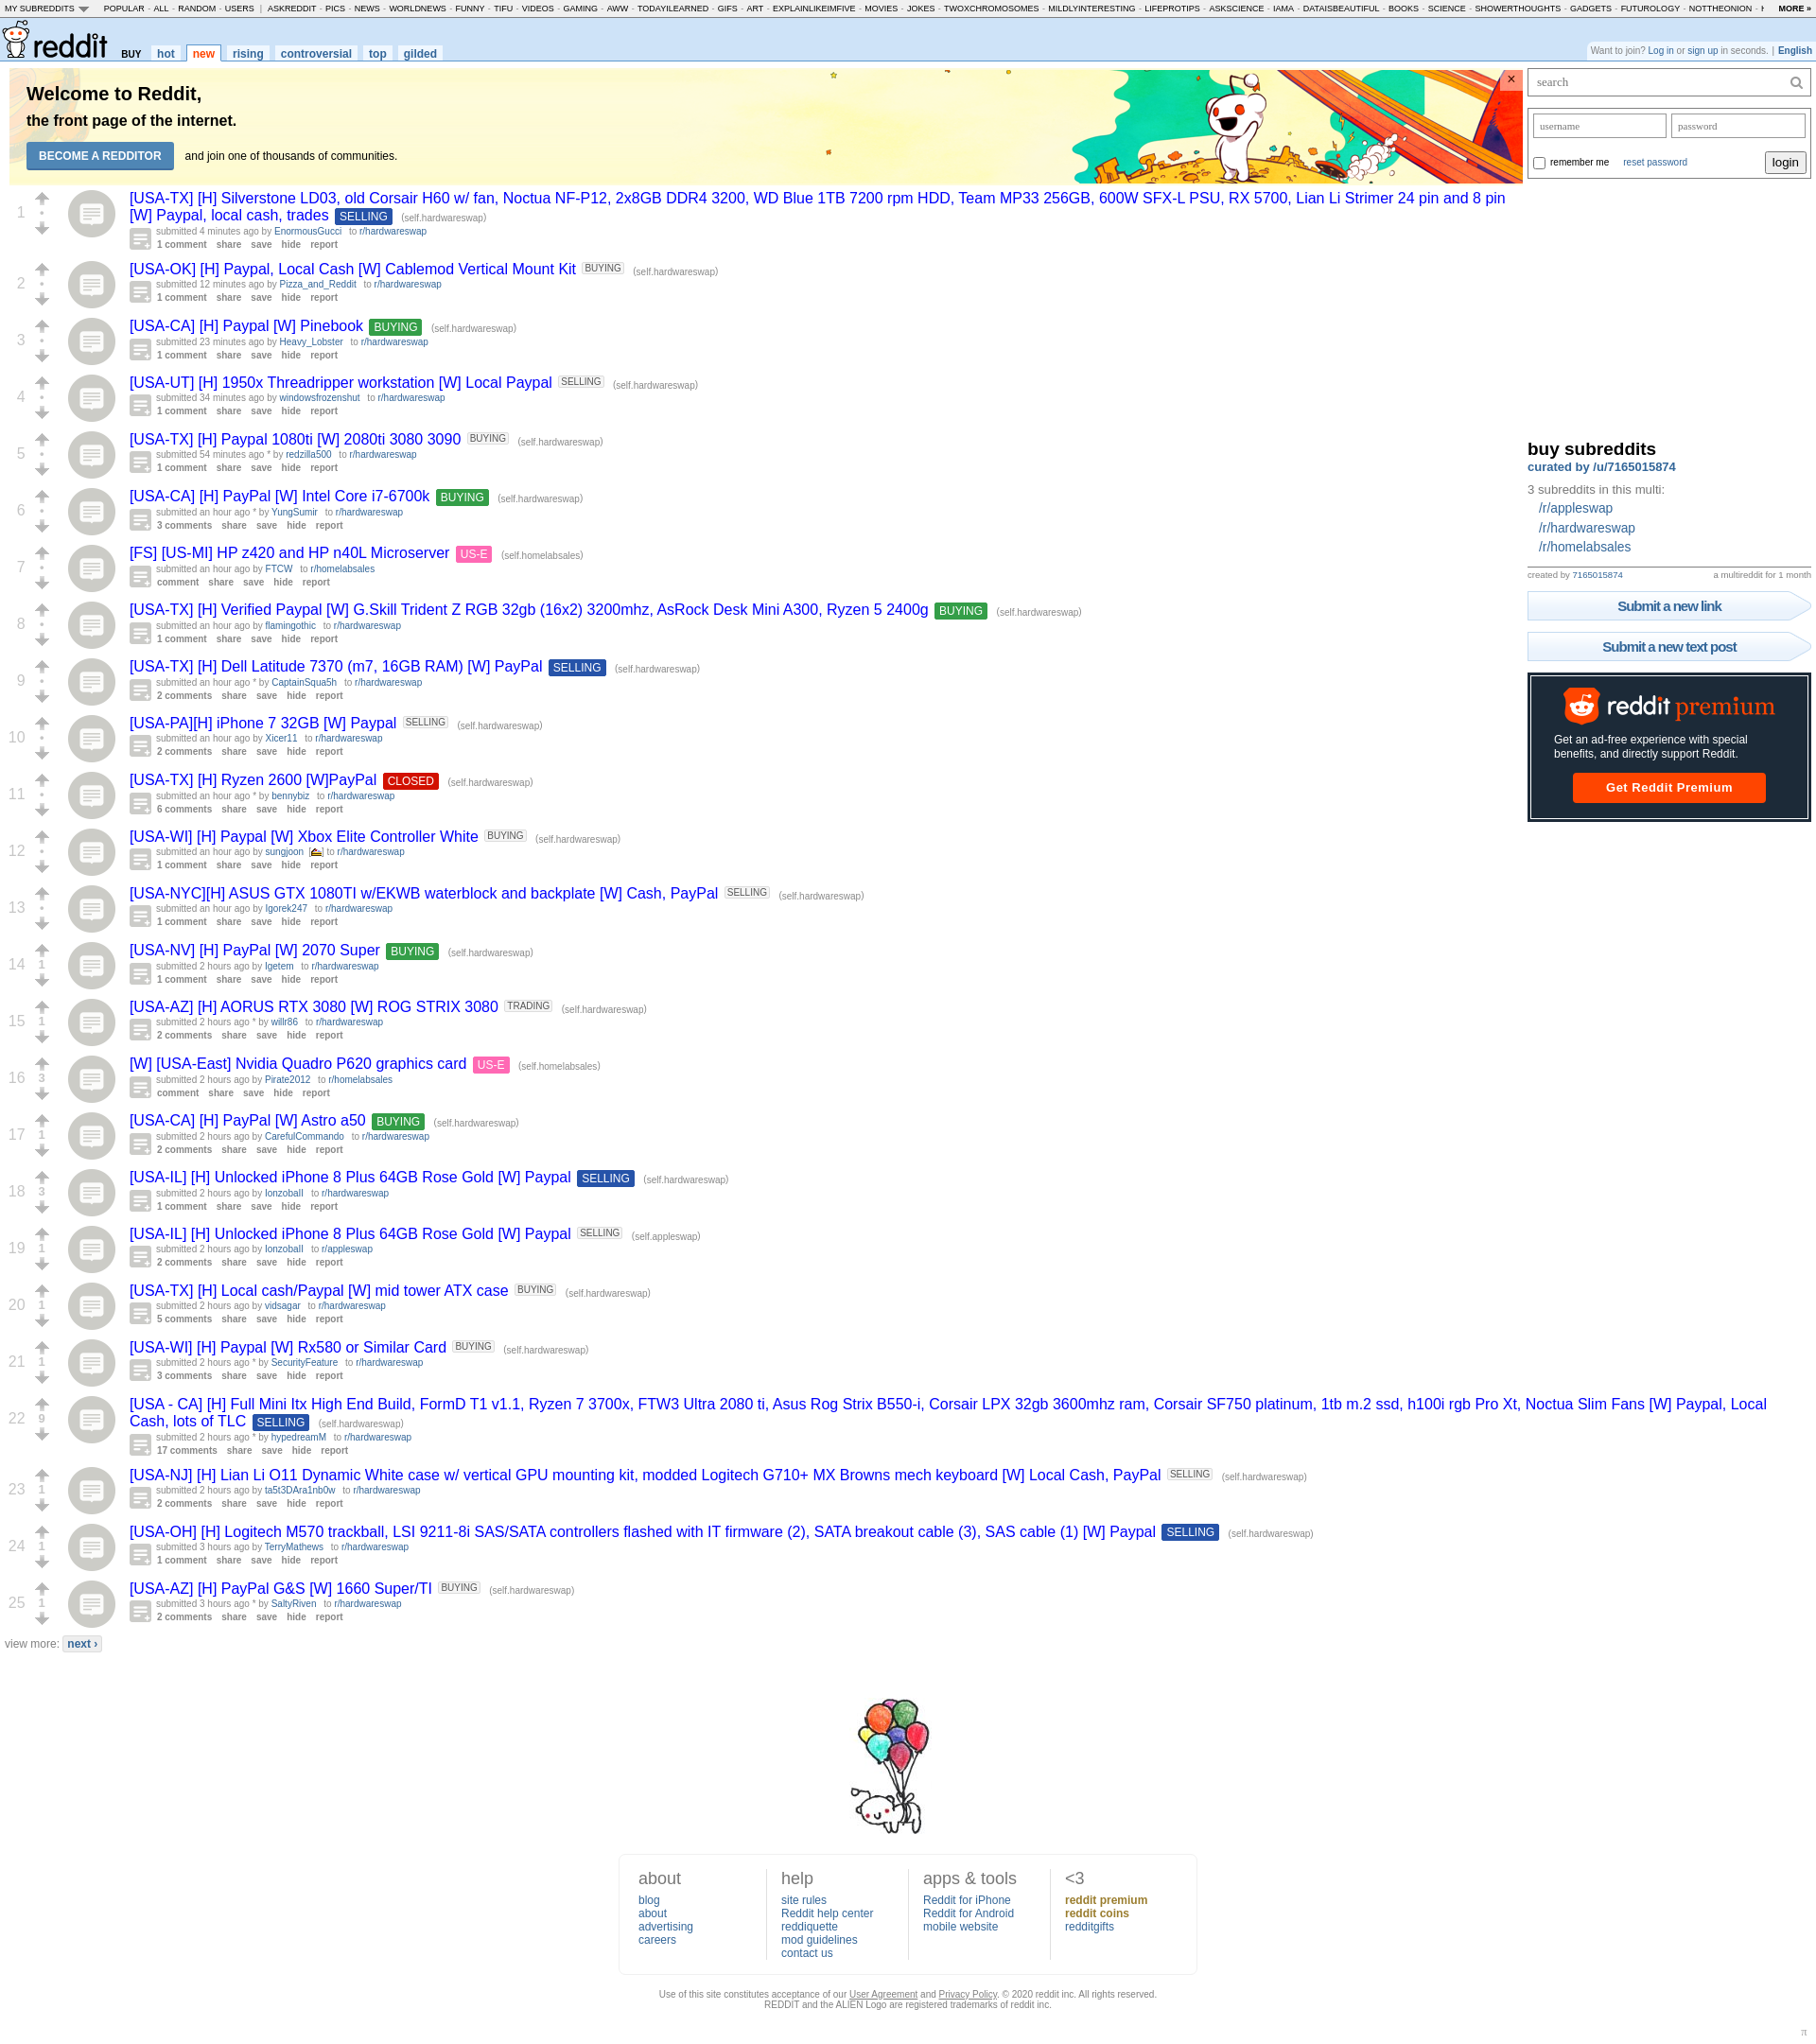 MY SUBREDDITS POPULAR - ALL - RANDOM - USERS | ASKREDDIT - PICS - NEWS - WORLDNEWS - FUNNY - TIFU - VIDEOS - GAMING - AWW - TODAYILEARNED - GIFS - ART - EXPLAINLIKEIMFIVE - MOVIES - JOKES - TWOXCHROMOSOMES - MILDLYINTERESTING - LIFEPROTIPS - ASKSCIENCE - IAMA - DATAISBEAUTIFUL - BOOKS - SCIENCE - SHOWERTHOUGHTS - GADGETS - FUTUROLOGY - NOTTHEONION - MORE »
reddit BUY hot new rising controversial top gilded
Want to join? Log in or sign up in seconds. | English
Welcome to Reddit,
the front page of the internet.
BECOME A REDDITOR and join one of thousands of communities.
×
search
username password
remember me reset password login
1
[USA-TX] [H] Silverstone LD03, old Corsair H60 w/ fan, Noctua NF-P12, 2x8GB DDR4 3200, WD Blue 1TB 7200 rpm HDD, Team MP33 256GB, 600W SFX-L PSU, RX 5700, Lian Li Strimer 24 pin and 8 pin
[W] Paypal, local cash, trades SELLING (self.hardwareswap)
submitted 4 minutes ago by EnormousGucci to r/hardwareswap
1 comment share save hide report
2
[USA-OK] [H] Paypal, Local Cash [W] Cablemod Vertical Mount Kit BUYING (self.hardwareswap)
submitted 12 minutes ago by Pizza_and_Reddit to r/hardwareswap
1 comment share save hide report
3
[USA-CA] [H] Paypal [W] Pinebook BUYING (self.hardwareswap)
submitted 23 minutes ago by Heavy_Lobster to r/hardwareswap
1 comment share save hide report
4
[USA-UT] [H] 1950x Threadripper workstation [W] Local Paypal SELLING (self.hardwareswap)
submitted 34 minutes ago by windowsfrozenshut to r/hardwareswap
1 comment share save hide report
5
[USA-TX] [H] Paypal 1080ti [W] 2080ti 3080 3090 BUYING (self.hardwareswap)
submitted 54 minutes ago * by redzilla500 to r/hardwareswap
1 comment share save hide report
6
[USA-CA] [H] PayPal [W] Intel Core i7-6700k BUYING (self.hardwareswap)
submitted an hour ago * by YungSumir to r/hardwareswap
3 comments share save hide report
7
[FS] [US-MI] HP z420 and HP n40L Microserver US-E (self.homelabsales)
submitted an hour ago by FTCW to r/homelabsales
comment share save hide report
8
[USA-TX] [H] Verified Paypal [W] G.Skill Trident Z RGB 32gb (16x2) 3200mhz, AsRock Desk Mini A300, Ryzen 5 2400g BUYING (self.hardwareswap)
submitted an hour ago by flamingothic to r/hardwareswap
1 comment share save hide report
9
[USA-TX] [H] Dell Latitude 7370 (m7, 16GB RAM) [W] PayPal SELLING (self.hardwareswap)
submitted an hour ago * by CaptainSqua5h to r/hardwareswap
2 comments share save hide report
10
[USA-PA][H] iPhone 7 32GB [W] Paypal SELLING (self.hardwareswap)
submitted an hour ago by Xicer11 to r/hardwareswap
2 comments share save hide report
11
[USA-TX] [H] Ryzen 2600 [W]PayPal CLOSED (self.hardwareswap)
submitted an hour ago * by bennybiz to r/hardwareswap
6 comments share save hide report
12
[USA-WI] [H] Paypal [W] Xbox Elite Controller White BUYING (self.hardwareswap)
submitted an hour ago by sungjoon [] to r/hardwareswap
1 comment share save hide report
13
[USA-NYC][H] ASUS GTX 1080TI w/EKWB waterblock and backplate [W] Cash, PayPal SELLING (self.hardwareswap)
submitted an hour ago by Igorek247 to r/hardwareswap
1 comment share save hide report
14 1
[USA-NV] [H] PayPal [W] 2070 Super BUYING (self.hardwareswap)
submitted 2 hours ago by Igetem to r/hardwareswap
1 comment share save hide report
15 1
[USA-AZ] [H] AORUS RTX 3080 [W] ROG STRIX 3080 TRADING (self.hardwareswap)
submitted 2 hours ago * by willr86 to r/hardwareswap
2 comments share save hide report
16 3
[W] [USA-East] Nvidia Quadro P620 graphics card US-E (self.homelabsales)
submitted 2 hours ago by Pirate2012 to r/homelabsales
comment share save hide report
17 1
[USA-CA] [H] PayPal [W] Astro a50 BUYING (self.hardwareswap)
submitted 2 hours ago by CarefulCommando to r/hardwareswap
2 comments share save hide report
18 3
[USA-IL] [H] Unlocked iPhone 8 Plus 64GB Rose Gold [W] Paypal SELLING (self.hardwareswap)
submitted 2 hours ago by lonzoball to r/hardwareswap
1 comment share save hide report
19 1
[USA-IL] [H] Unlocked iPhone 8 Plus 64GB Rose Gold [W] Paypal SELLING (self.appleswap)
submitted 2 hours ago by lonzoball to r/appleswap
2 comments share save hide report
20 1
[USA-TX] [H] Local cash/Paypal [W] mid tower ATX case BUYING (self.hardwareswap)
submitted 2 hours ago by vidsagar to r/hardwareswap
5 comments share save hide report
21 1
[USA-WI] [H] Paypal [W] Rx580 or Similar Card BUYING (self.hardwareswap)
submitted 2 hours ago * by SecurityFeature to r/hardwareswap
3 comments share save hide report
22 9
[USA - CA] [H] Full Mini Itx High End Build, FormD T1 v1.1, Ryzen 7 3700x, FTW3 Ultra 2080 ti, Asus Rog Strix B550-i, Corsair LPX 32gb 3600mhz ram, Corsair SF750 platinum, 1tb m.2 ssd, h100i rgb Pro Xt, Noctua Slim Fans [W] Paypal, Local
Cash, lots of TLC SELLING (self.hardwareswap)
submitted 2 hours ago * by hypedreamM to r/hardwareswap
17 comments share save hide report
23 1
[USA-NJ] [H] Lian Li O11 Dynamic White case w/ vertical GPU mounting kit, modded Logitech G710+ MX Browns mech keyboard [W] Local Cash, PayPal SELLING (self.hardwareswap)
submitted 2 hours ago by ta5t3DAra1nb0w to r/hardwareswap
2 comments share save hide report
24 1
[USA-OH] [H] Logitech M570 trackball, LSI 9211-8i SAS/SATA controllers flashed with IT firmware (2), SATA breakout cable (3), SAS cable (1) [W] Paypal SELLING (self.hardwareswap)
submitted 3 hours ago by TerryMathews to r/hardwareswap
1 comment share save hide report
25 1
[USA-AZ] [H] PayPal G&S [W] 1660 Super/TI BUYING (self.hardwareswap)
submitted 3 hours ago * by SaltyRiven to r/hardwareswap
2 comments share save hide report
view more: next ›
buy subreddits
curated by /u/7165015874
3 subreddits in this multi:
/r/appleswap
/r/hardwareswap
/r/homelabsales
created by 7165015874 a multireddit for 1 month
Submit a new link
Submit a new text post
reddit premium
Get an ad-free experience with special
benefits, and directly support Reddit.
Get Reddit Premium
about
blog
about
advertising
careers
help
site rules
Reddit help center
reddiquette
mod guidelines
contact us
apps & tools
Reddit for iPhone
Reddit for Android
mobile website
<3
reddit premium
reddit coins
redditgifts
Use of this site constitutes acceptance of our User Agreement and Privacy Policy. © 2020 reddit inc. All rights reserved.
REDDIT and the ALIEN Logo are registered trademarks of reddit inc.
π